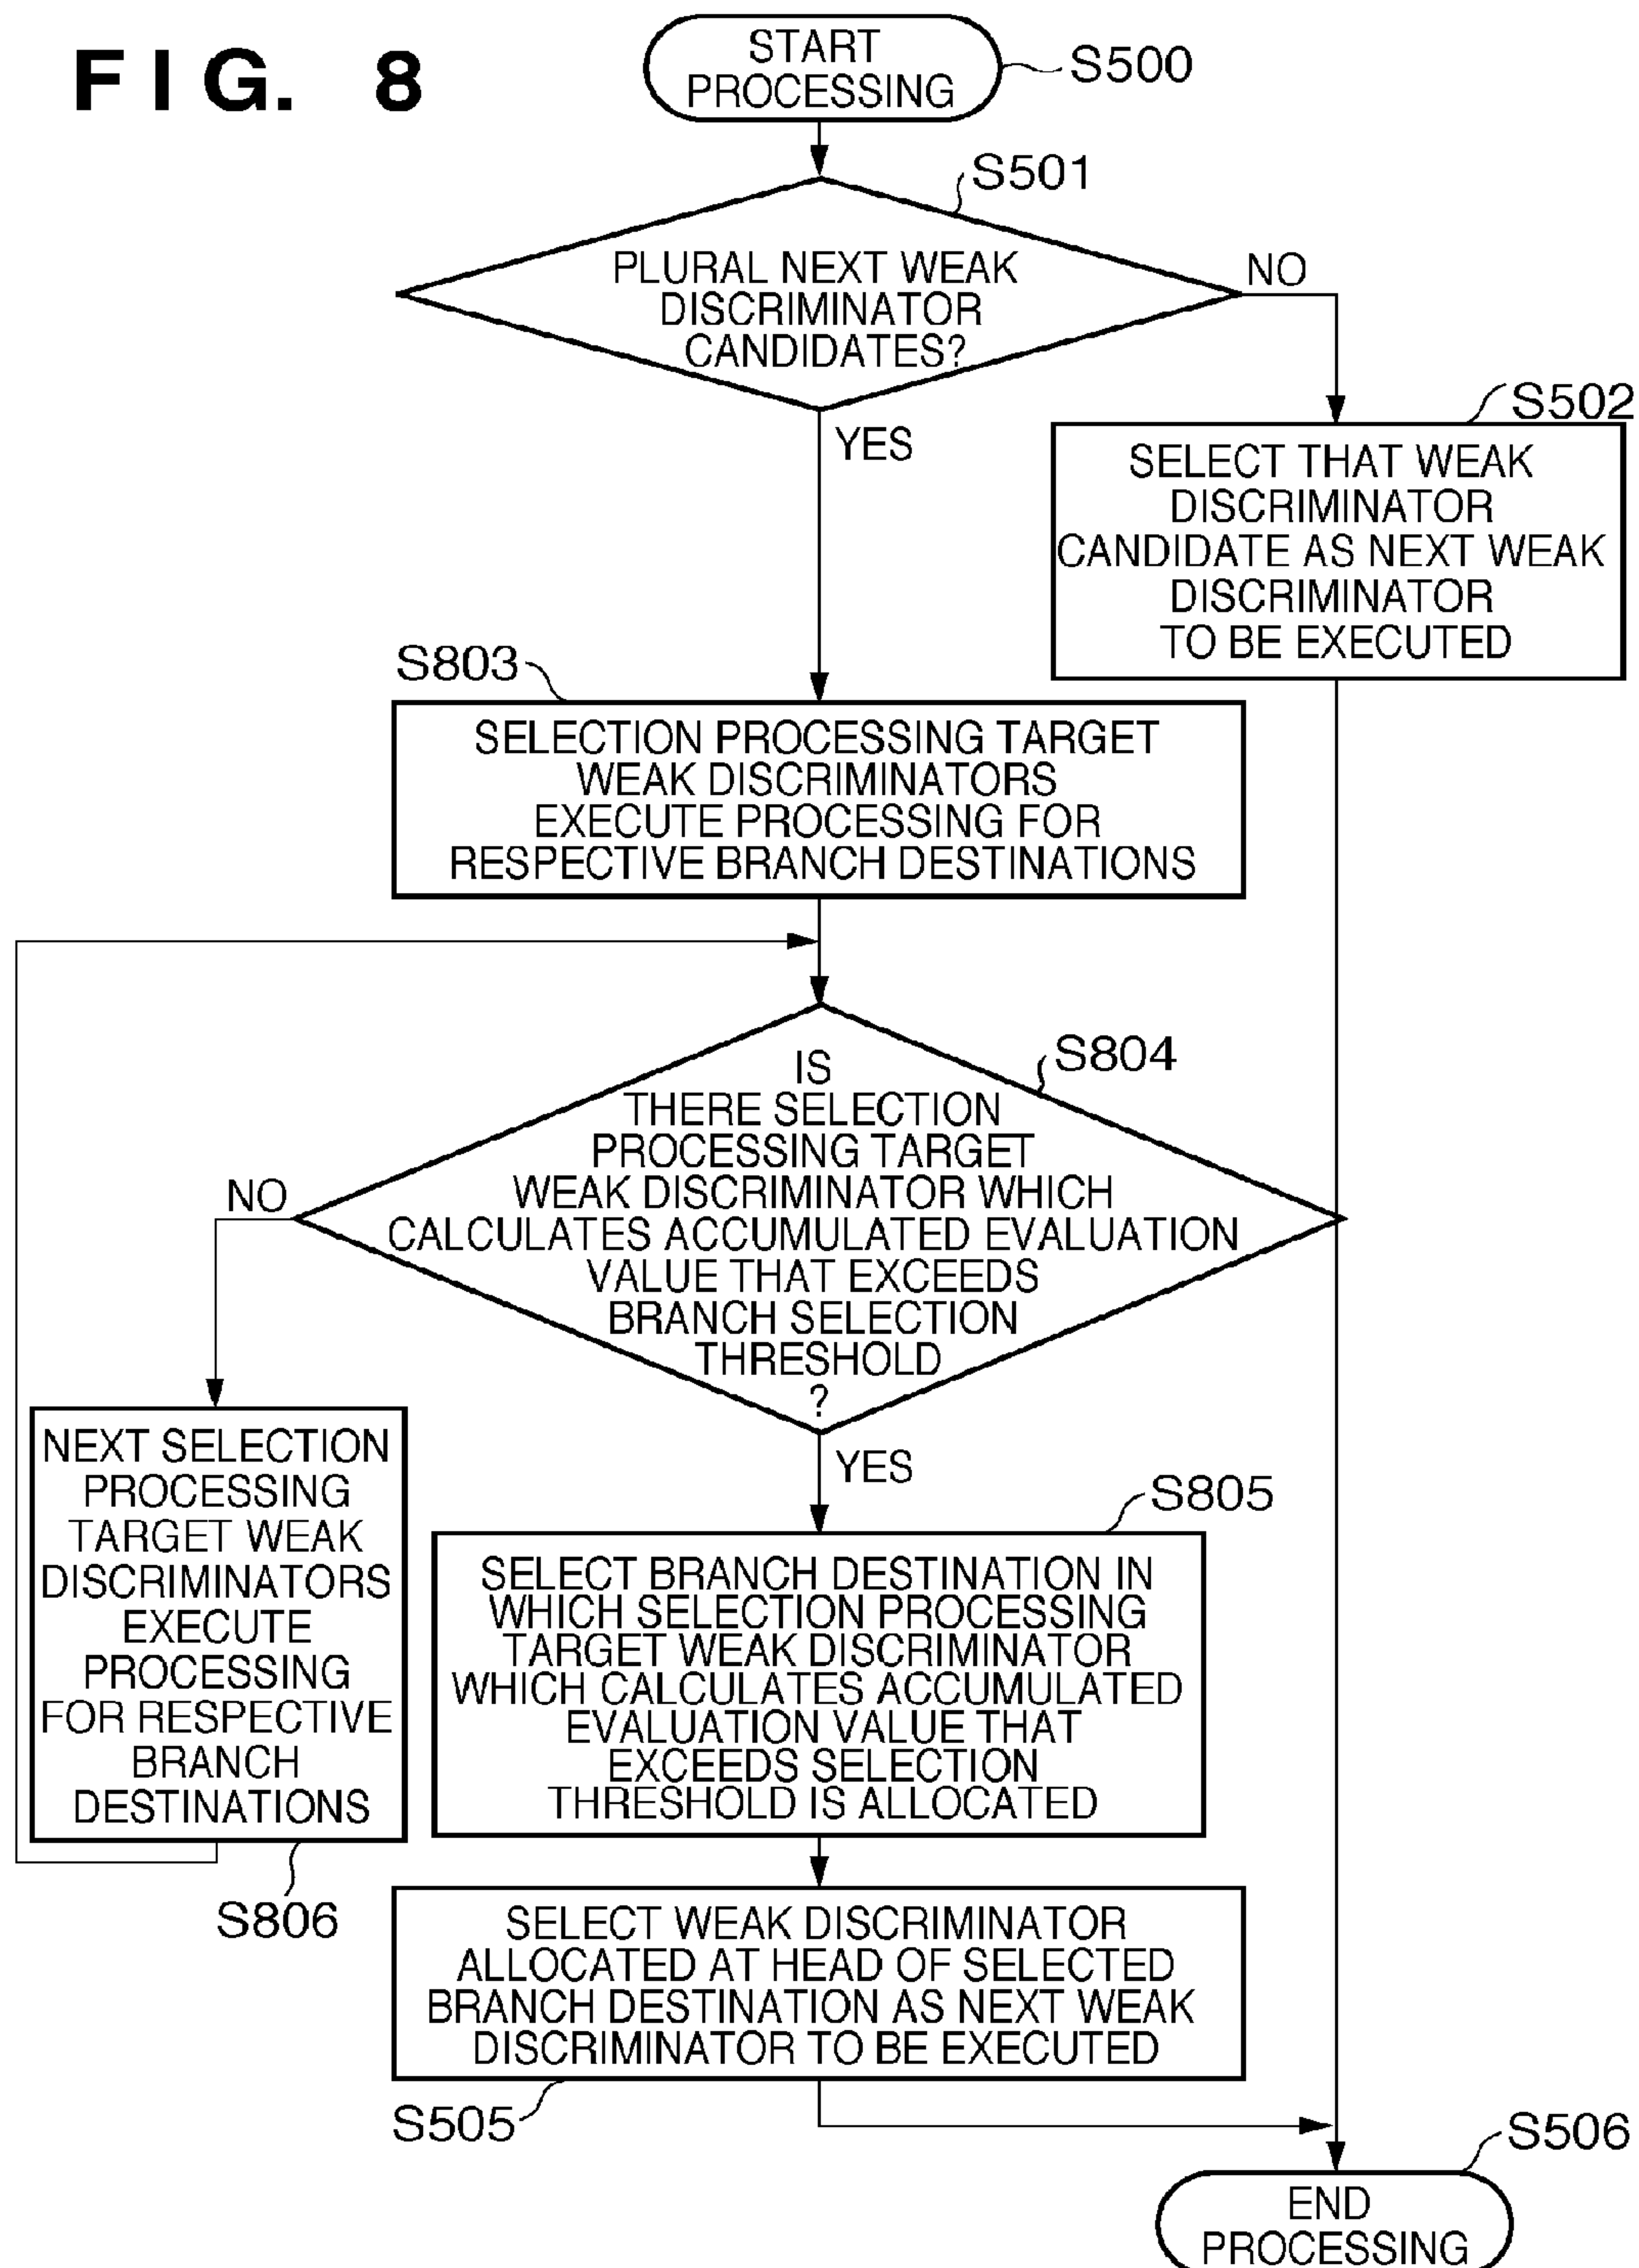 FIG. 8
START
PROCESSING
S500
S501
PLURAL NEXT WEAK
DISCRIMINATOR
CANDIDATES?
NO
YES
S502
SELECT THAT WEAK
DISCRIMINATOR
CANDIDATE AS NEXT WEAK
DISCRIMINATOR
TO BE EXECUTED
S803
SELECTION PROCESSING TARGET
WEAK DISCRIMINATORS
EXECUTE PROCESSING FOR
RESPECTIVE BRANCH DESTINATIONS
S804
IS
THERE SELECTION
PROCESSING TARGET
WEAK DISCRIMINATOR WHICH
CALCULATES ACCUMULATED EVALUATION
VALUE THAT EXCEEDS
BRANCH SELECTION
THRESHOLD
?
NO
YES
NEXT SELECTION
PROCESSING
TARGET WEAK
DISCRIMINATORS
EXECUTE
PROCESSING
FOR RESPECTIVE
BRANCH
DESTINATIONS
S806
S805
SELECT BRANCH DESTINATION IN
WHICH SELECTION PROCESSING
TARGET WEAK DISCRIMINATOR
WHICH CALCULATES ACCUMULATED
EVALUATION VALUE THAT
EXCEEDS SELECTION
THRESHOLD IS ALLOCATED
SELECT WEAK DISCRIMINATOR
ALLOCATED AT HEAD OF SELECTED
BRANCH DESTINATION AS NEXT WEAK
DISCRIMINATOR TO BE EXECUTED
S505
S506
END
PROCESSING